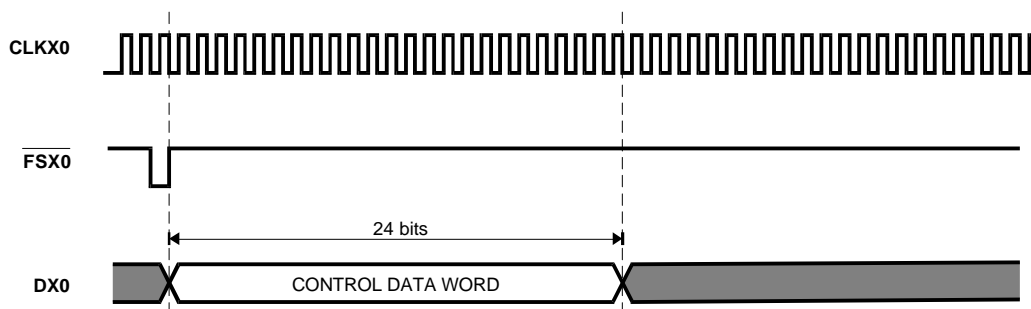 CLKX0
FSX0
24 bits
DX0
CONTROL DATA WORD